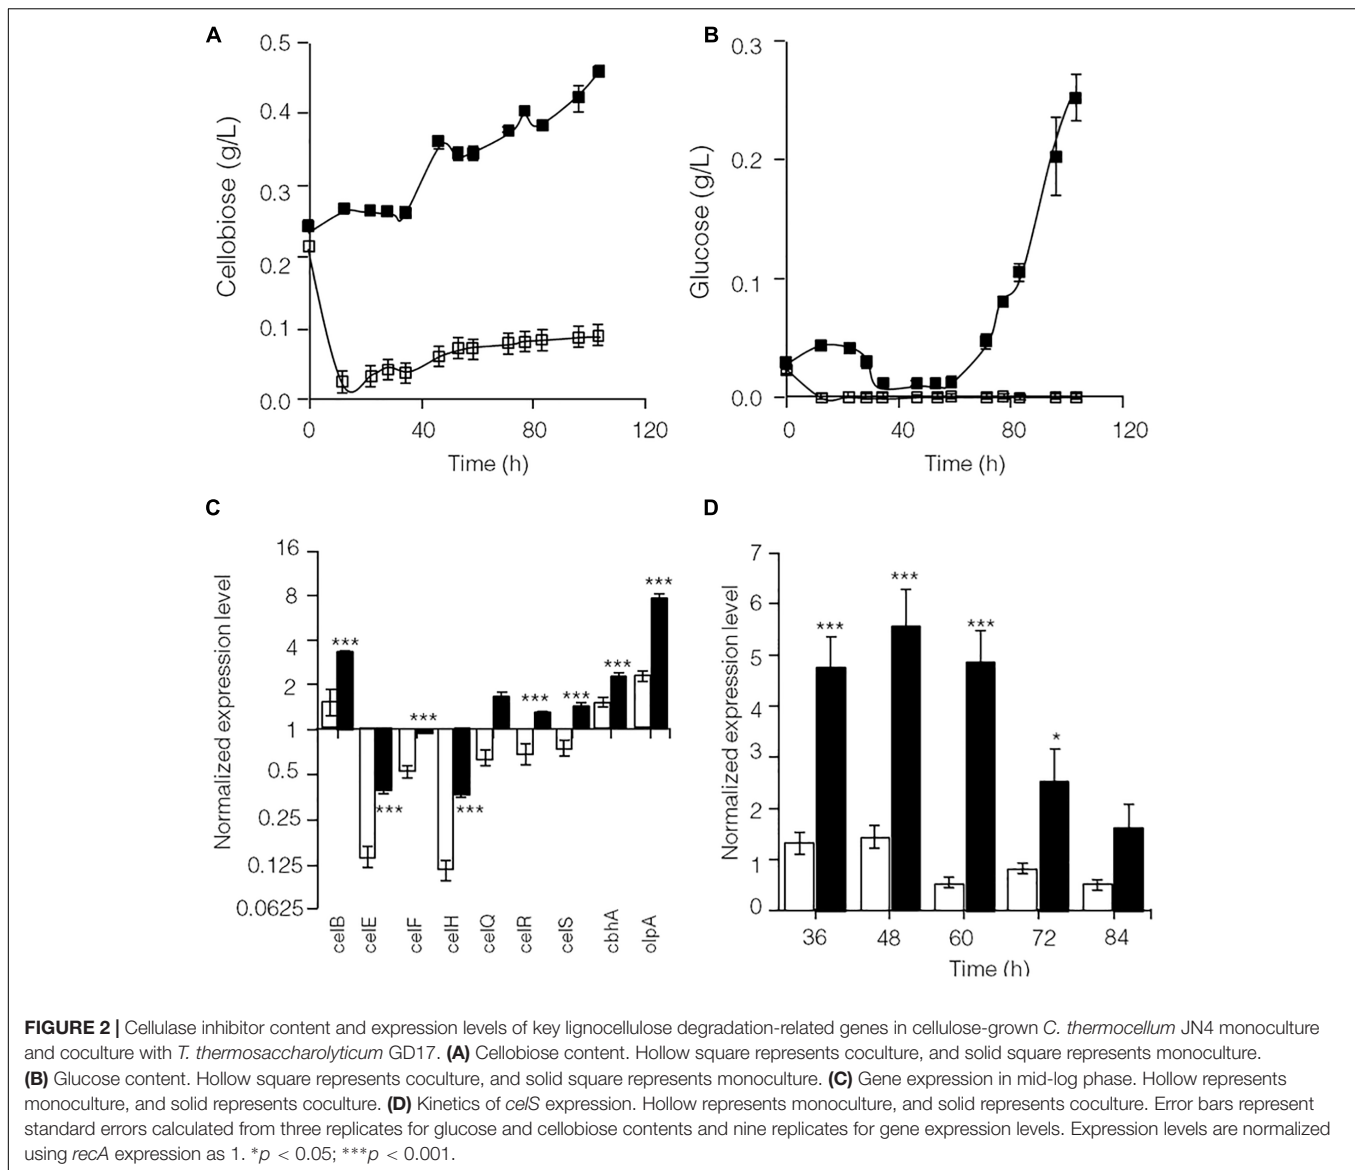 A
0.5
0.4
0.3
0.2
0.1
0.0
Cellobiose (g/L)
0
40
80
120
Time (h)
B
0.3
0.2
0.1
0.0
Glucose (g/L)
0
40
80
120
Time (h)
C
16
8
4
2
1
0.5
0.25
0.125
0.0625
Normalized expression level
***
***
***
***
***
***
***
***
celB
celE
celF
celH
celQ
celR
celS
cbhA
olpA
D
7
6
5
4
3
2
1
0
Normalized expression level
***
***
***
*
36
48
60
72
84
Time (h)
FIGURE 2 | Cellulase inhibitor content and expression levels of key lignocellulose degradation-related genes in cellulose-grown C. thermocellum JN4 monoculture
and coculture with T. thermosaccharolyticum GD17. (A) Cellobiose content. Hollow square represents coculture, and solid square represents monoculture.
(B) Glucose content. Hollow square represents coculture, and solid square represents monoculture. (C) Gene expression in mid-log phase. Hollow represents
monoculture, and solid represents coculture. (D) Kinetics of celS expression. Hollow represents monoculture, and solid represents coculture. Error bars represent
standard errors calculated from three replicates for glucose and cellobiose contents and nine replicates for gene expression levels. Expression levels are normalized
using recA expression as 1. *p < 0.05; ***p < 0.001.